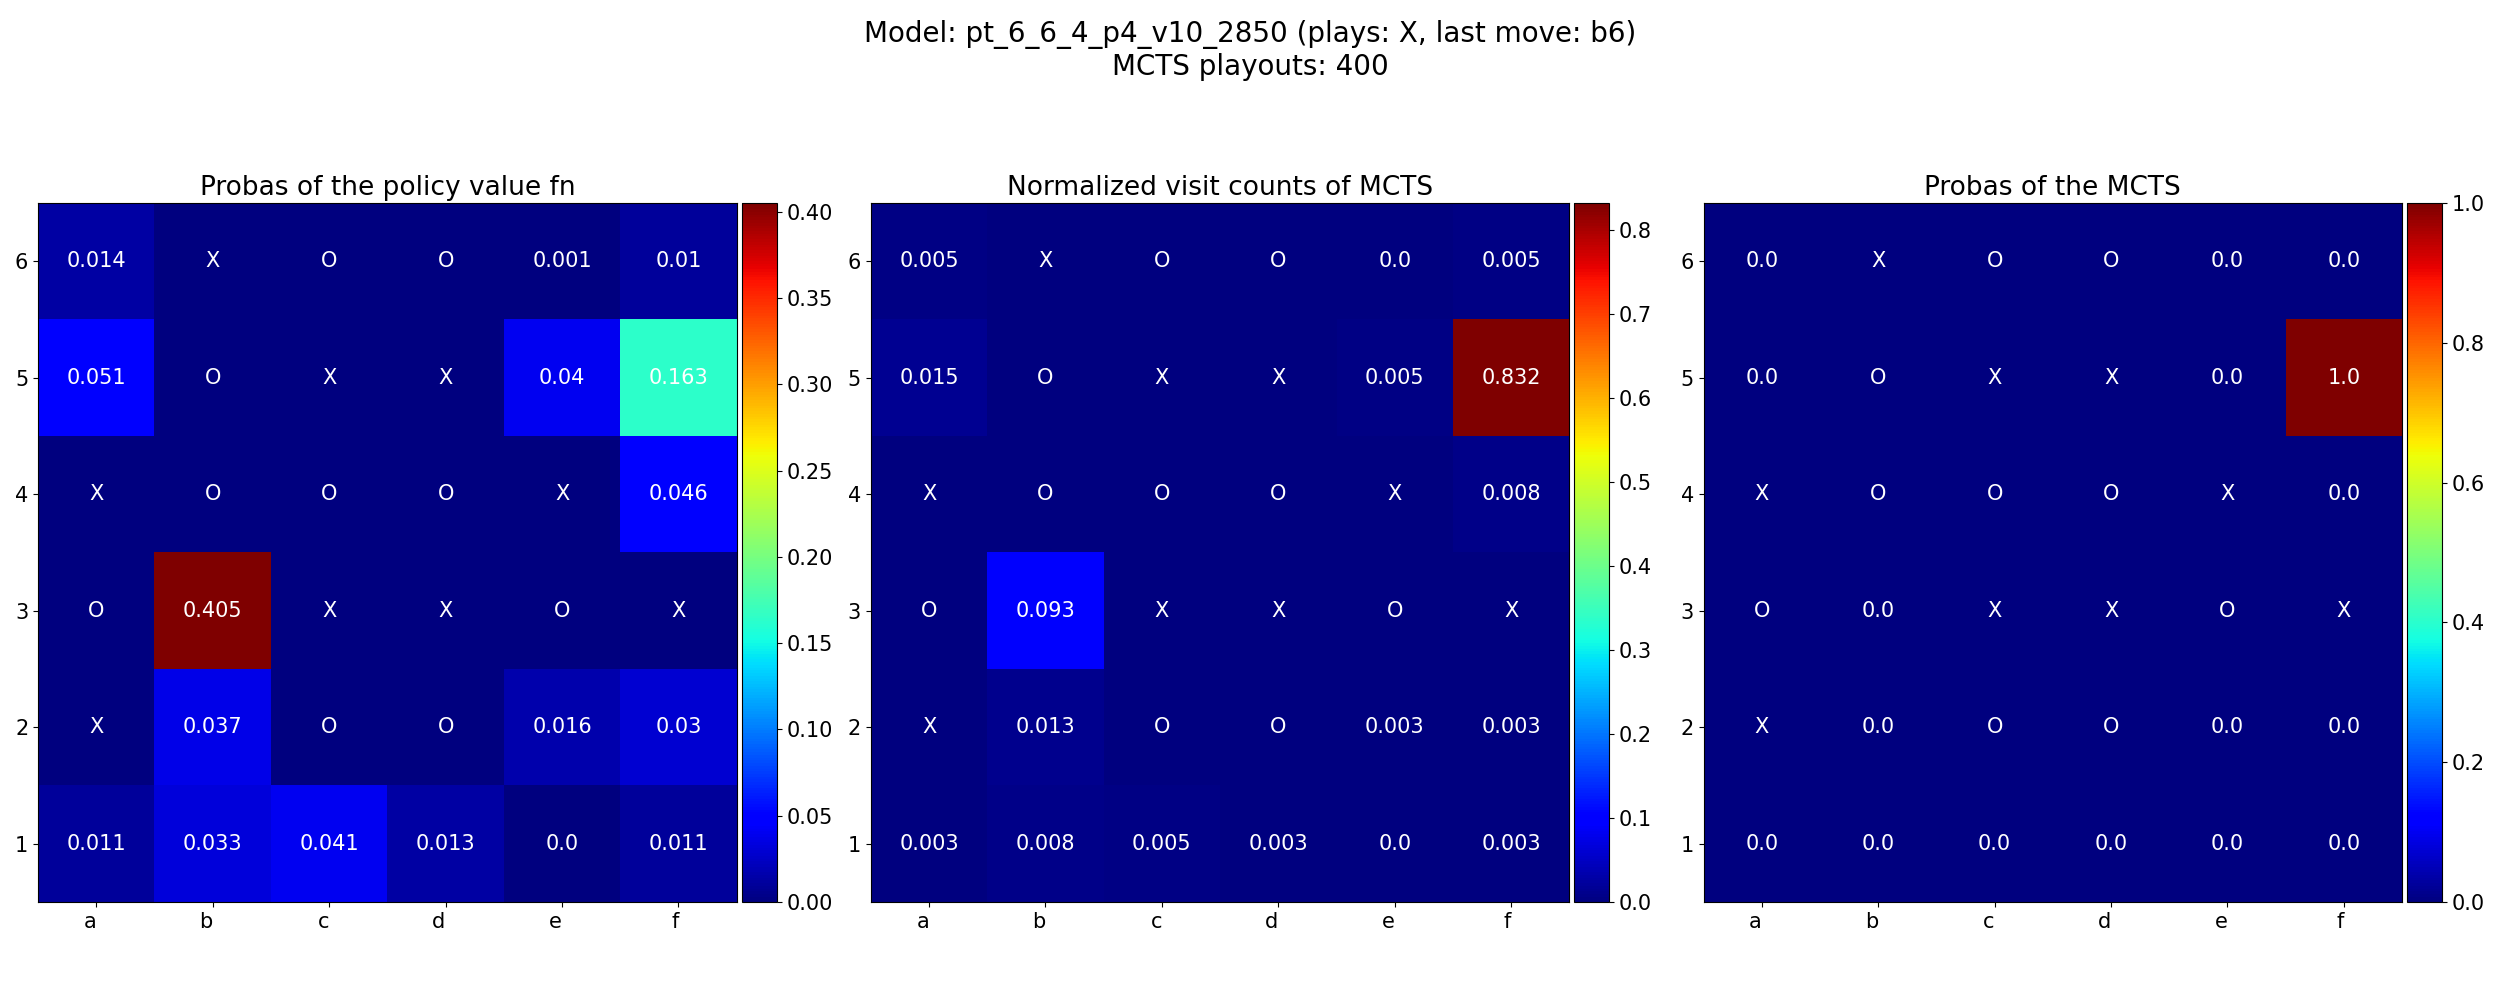 Model: pt_6_6_4_p4_v10_2850 (plays: X, last move: b6)
MCTS playouts: 400
Probas of the policy value fn
6 0.014 X O O 0.001 0.01
5 0.051 O X X 0.04 0.163
4 X O O O X 0.046
3 O 0.405 X X O X
2 X 0.037 O O 0.016 0.03
1 0.011 0.033 0.041 0.013 0.0 0.011
a b c d e f
0.40
0.35
0.30
0.25
0.20
0.15
0.10
0.05
0.00
Normalized visit counts of MCTS
6 0.005 X O O 0.0 0.005
5 0.015 O X X 0.005 0.832
4 X O O O X 0.008
3 O 0.093 X X O X
2 X 0.013 O O 0.003 0.003
1 0.003 0.008 0.005 0.003 0.0 0.003
a b c d e f
0.8
0.7
0.6
0.5
0.4
0.3
0.2
0.1
0.0
Probas of the MCTS
6 0.0 X O O 0.0 0.0
5 0.0 O X X 0.0 1.0
4 X O O O X 0.0
3 O 0.0 X X O X
2 X 0.0 O O 0.0 0.0
1 0.0 0.0 0.0 0.0 0.0 0.0
a b c d e f
1.0
0.8
0.6
0.4
0.2
0.0